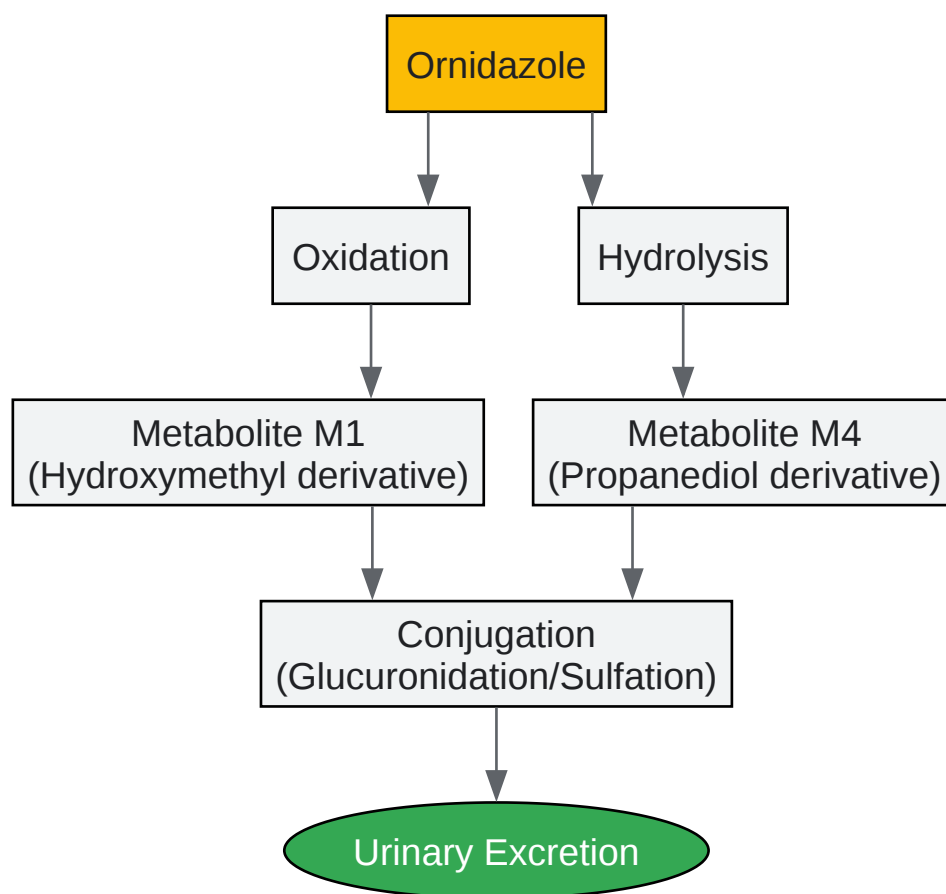 Ornidazole
Oxidation
Hydrolysis
Metabolite M1
(Hydroxymethyl derivative)
Metabolite M4
(Propanediol derivative)
Conjugation
(Glucuronidation/Sulfation)
Urinary Excretion